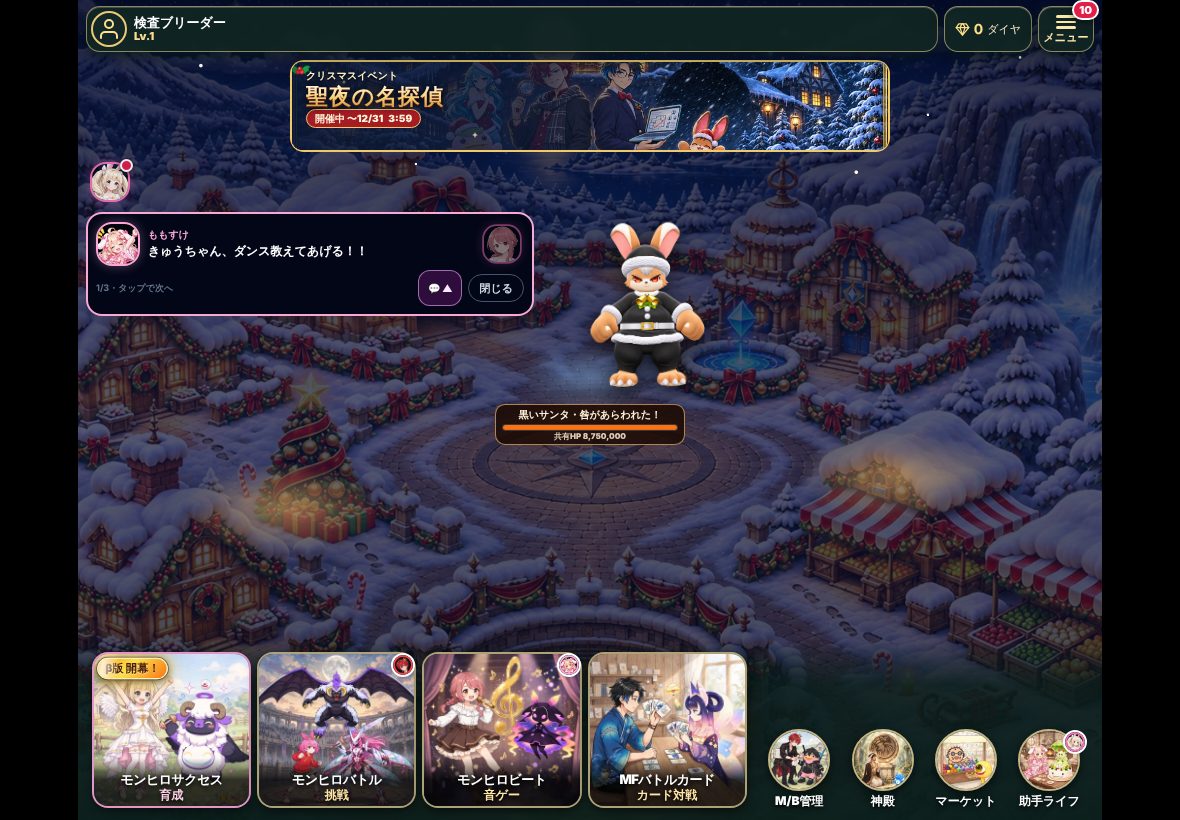 検査ブリーダー
Lv.1
0 ダイヤ
10
メニュー
クリスマスイベント
聖夜の名探偵
開催中 〜12/31 3:59
ももすけ
きゅうちゃん、ダンス教えてあげる！！
1/3・タップで次へ
閉じる
黒いサンタ・咎があらわれた！
共有HP 8,750,000
β版 開幕！
モンヒロサクセス
育成
モンヒロバトル
挑戦
モンヒロビート
音ゲー
MFバトルカード
カード対戦
M/B管理
神殿
マーケット
助手ライフ